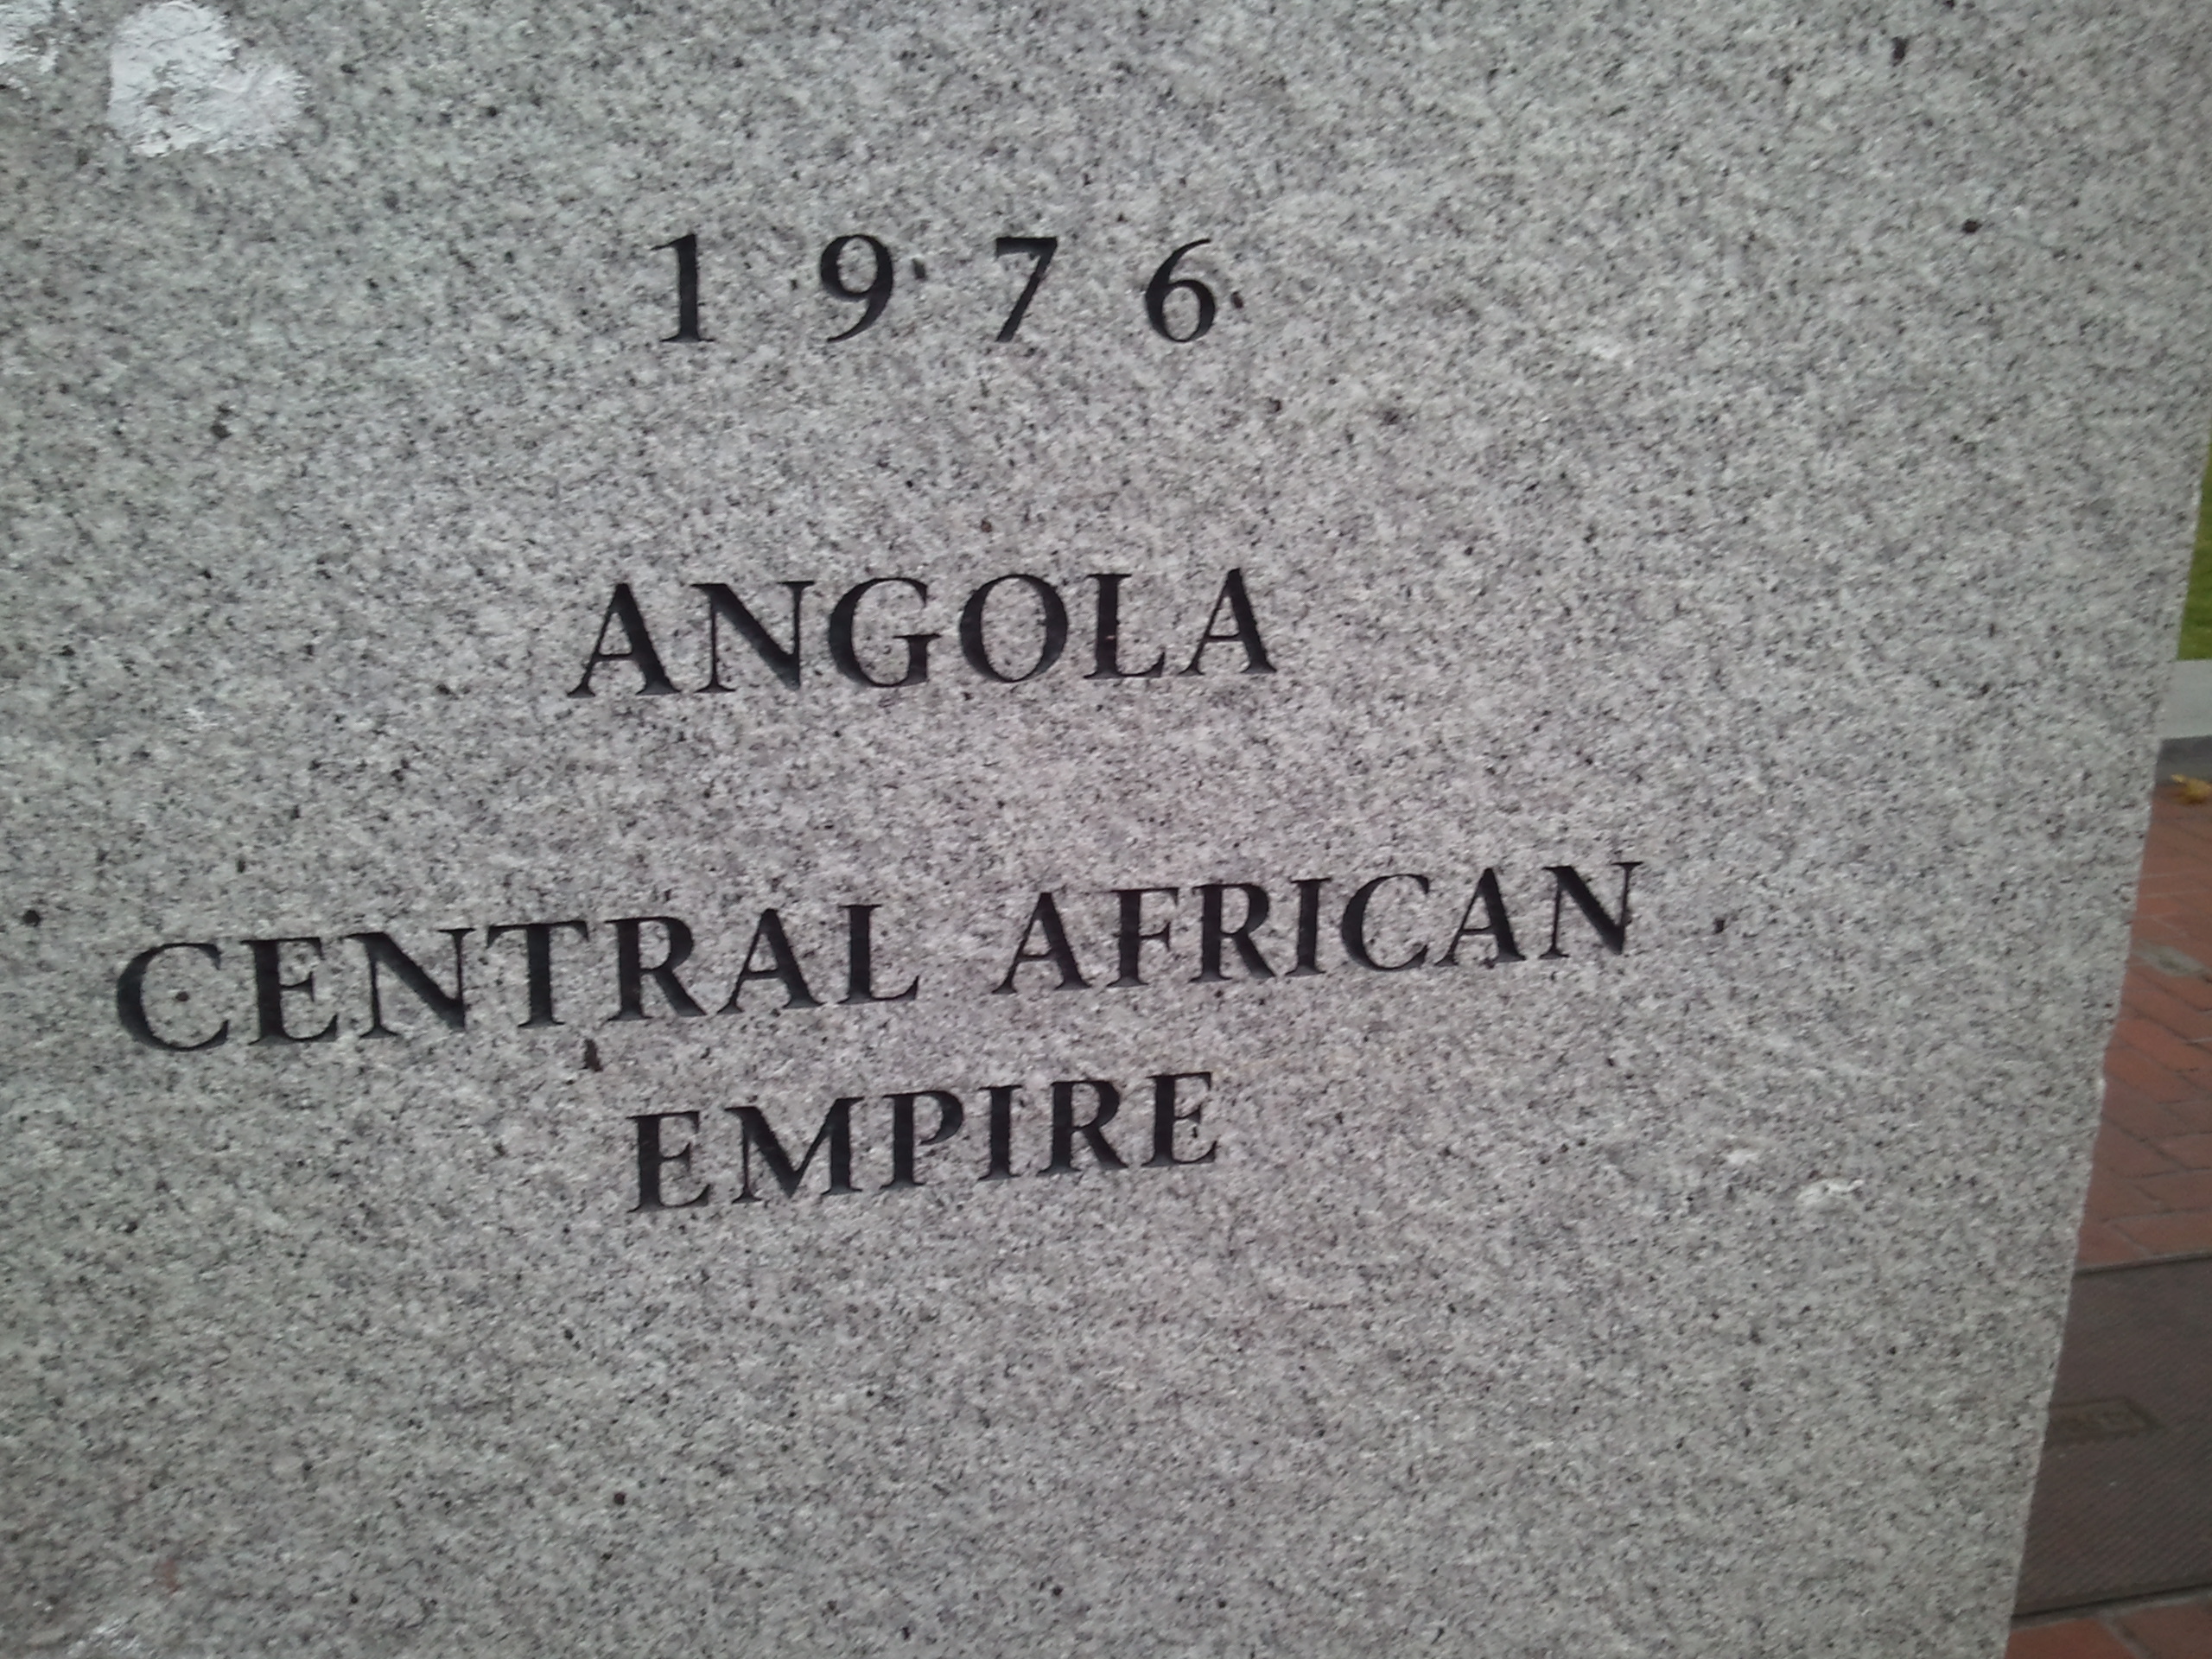 1976
ANGOLA
CENTRAL AFRICAN
EMPIRE